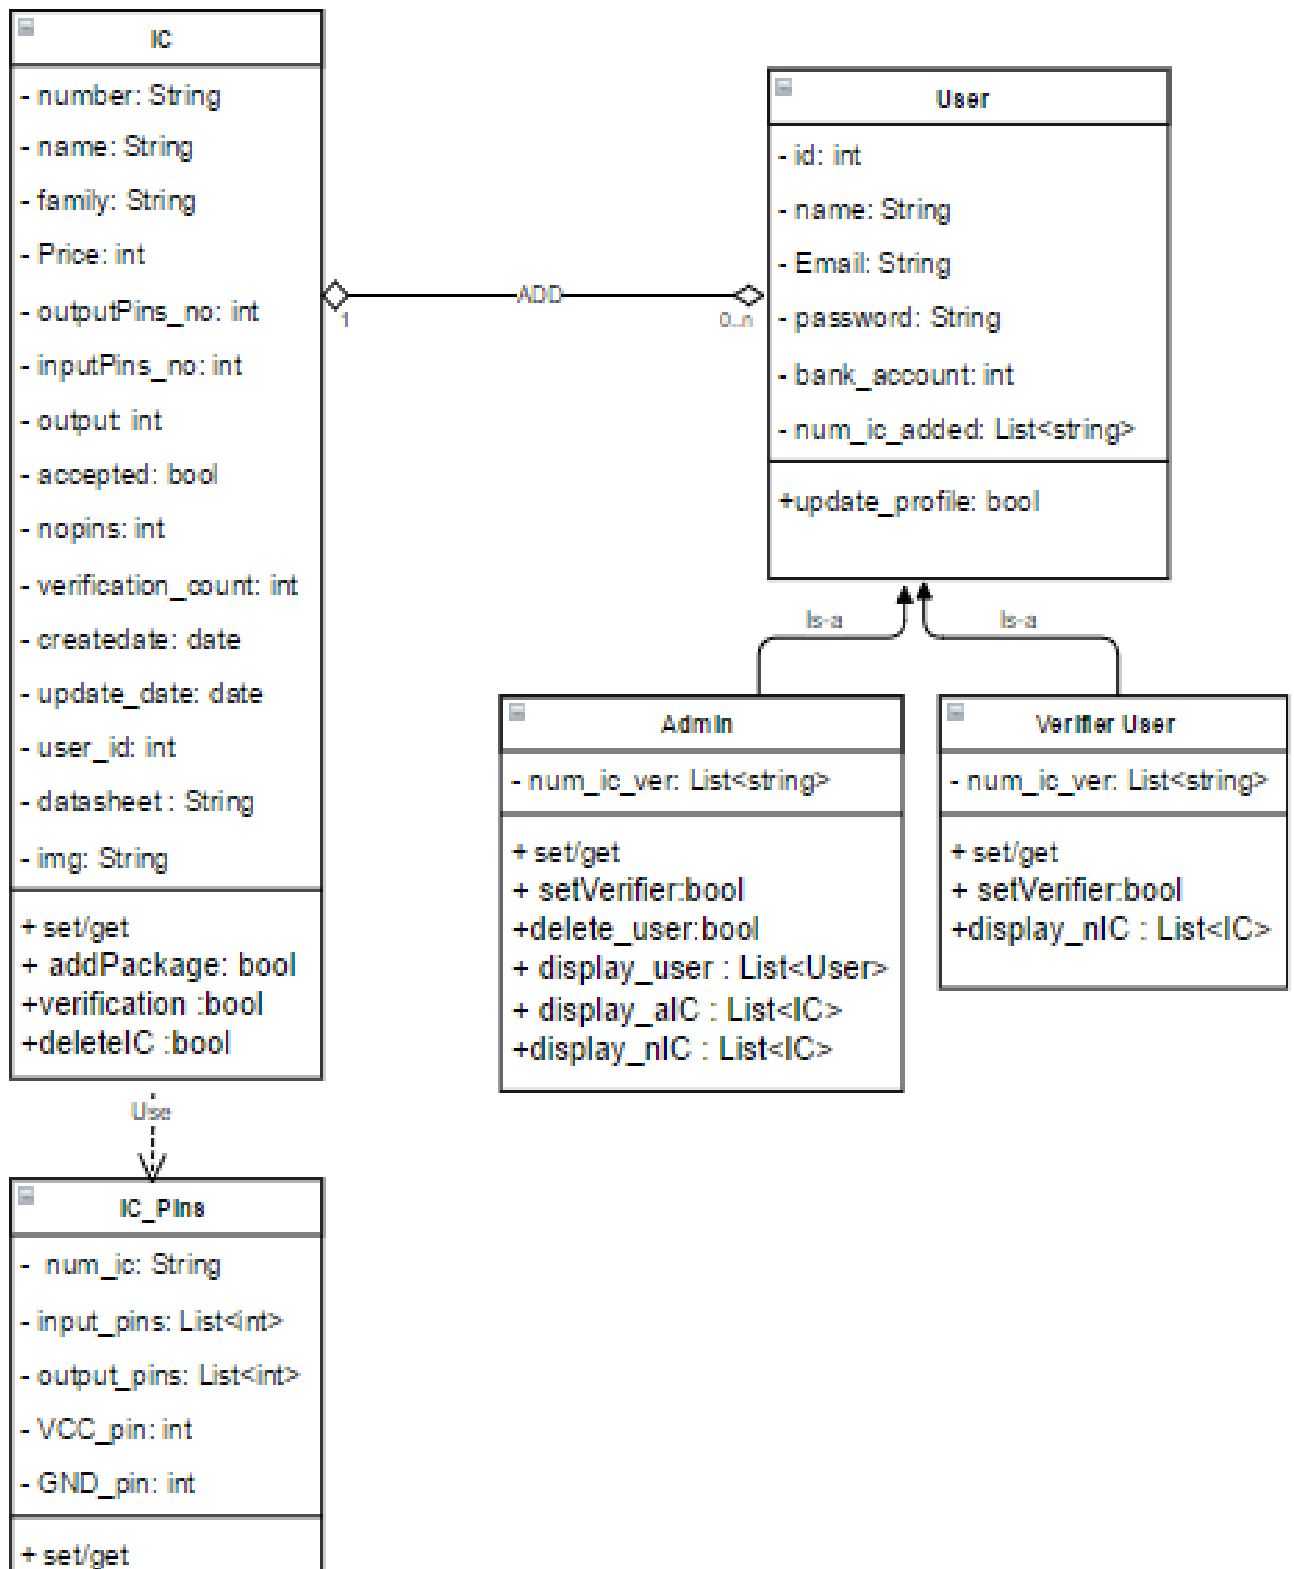 IC
- number: String
- name: String
- family: String
- Price: int
- outputPins_no: int
- inputPins_no: int
- output: int
- accepted: bool
- nopins: int
- verification_count: int
- createdate: date
- update_date: date
- user_id: int
- datasheet : String
- img: String
+ set/get
+ addPackage: bool
+verification :bool
+deleteIC :bool
ADD
1
0..n
User
- id: int
- name: String
- Email: String
- password: String
- bank_account: int
- num_ic_added: List<string>
+update_profile: bool
Is-a
Is-a
Admin
- num_ic_ver: List<string>
+ set/get
+ setVerifier:bool
+delete_user:bool
+ display_user : List<User>
+ display_aIC : List<IC>
+display_nIC : List<IC>
Verifier User
- num_ic_ver: List<string>
+ set/get
+ setVerifier:bool
+display_nIC : List<IC>
Use
IC_Pins
- num_ic: String
- input_pins: List<int>
- output_pins: List<int>
- VCC_pin: int
- GND_pin: int
+ set/get